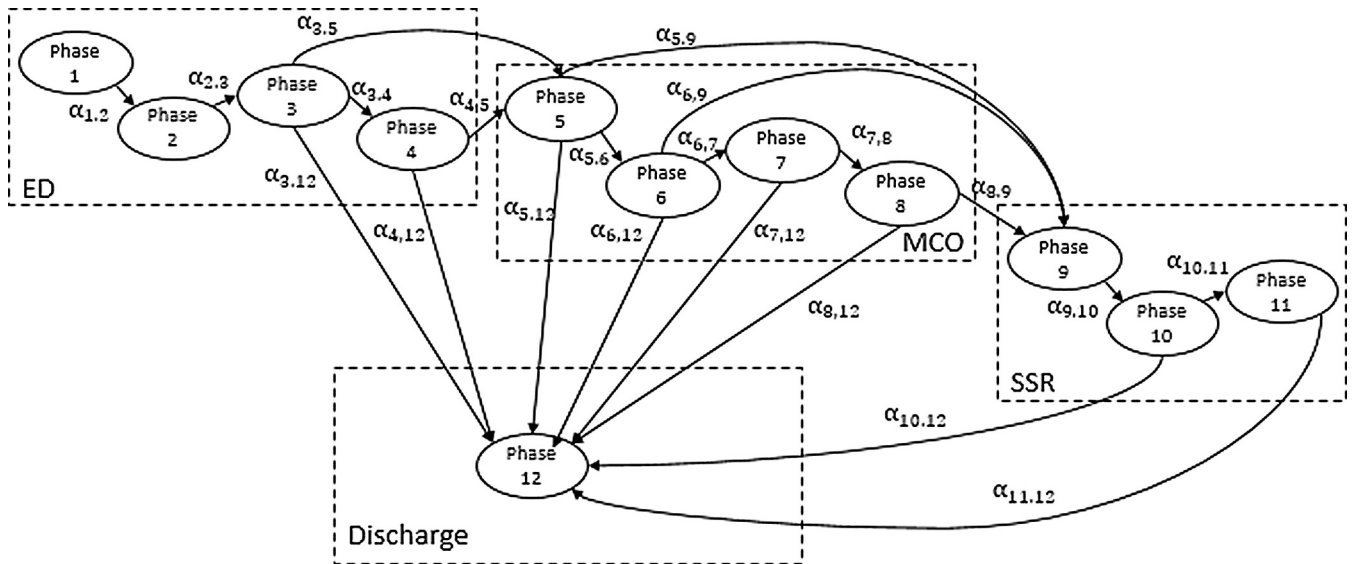 Phase
1
α1.2
Phase
2
α2.3
Phase
3
α3.5
α3.4
Phase
4
α3.12
α4,12
ED
α4,5
Phase
5
α5.9
α5.6
α5.12
Phase
6
α6,9
α6,7
α6,12
Phase
7
α7,8
α7,12
Phase
8
α8.9
α8,12
MCO
Phase
9
α9.10
Phase
10
α10.11
Phase
11
SSR
α10.12
α11.12
Phase
12
Discharge